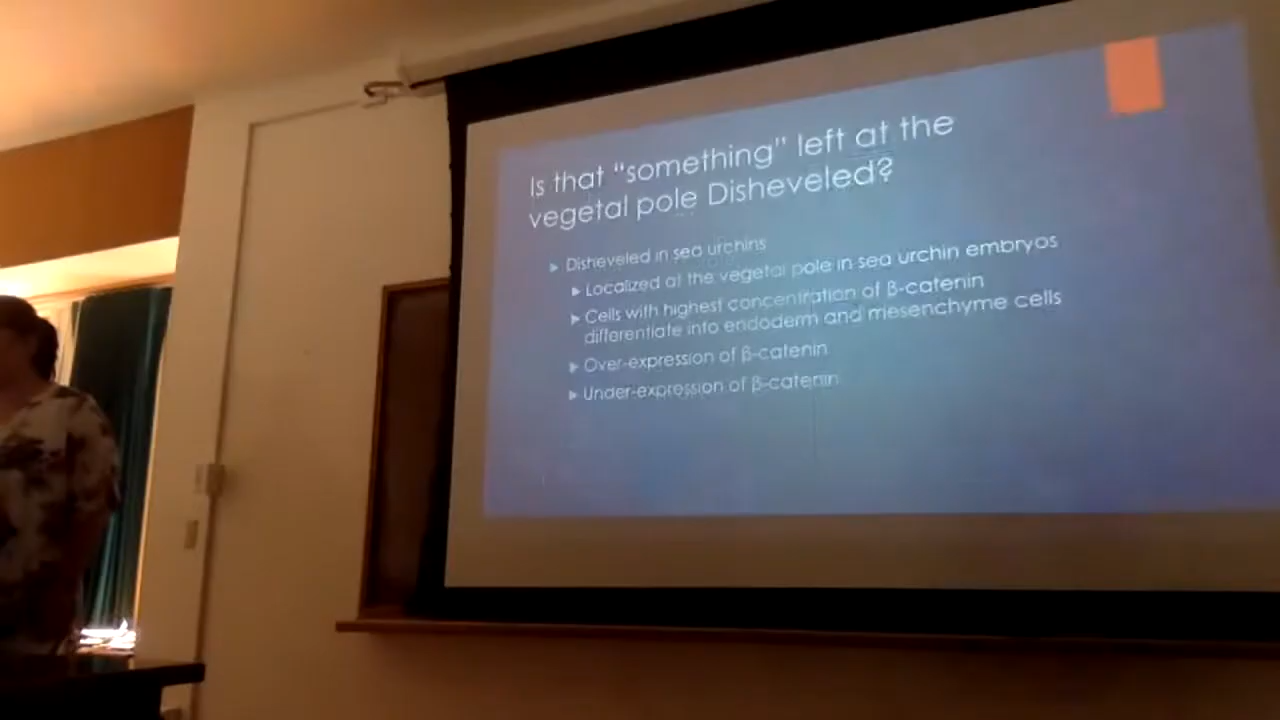 Is that “something” left at the
vegetal pole Disheveled?
Disheveled in sea urchins
Localized at the vegetal pole in sea urchin embryos
Cells with highest concentration of β-catenin
differentiate into endoderm and mesenchyme cells
Over-expression of β-catenin
Under-expression of β-catenin